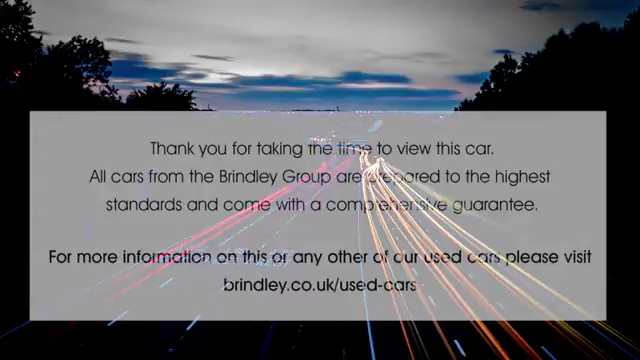 Thank you for taking the time to view this car.
All cars from the Brindley Group are prepared to the highest
standards and come with a comprehensive guarantee.
For more information on this or any other of our used cars please visit
brindley.co.uk/used-cars